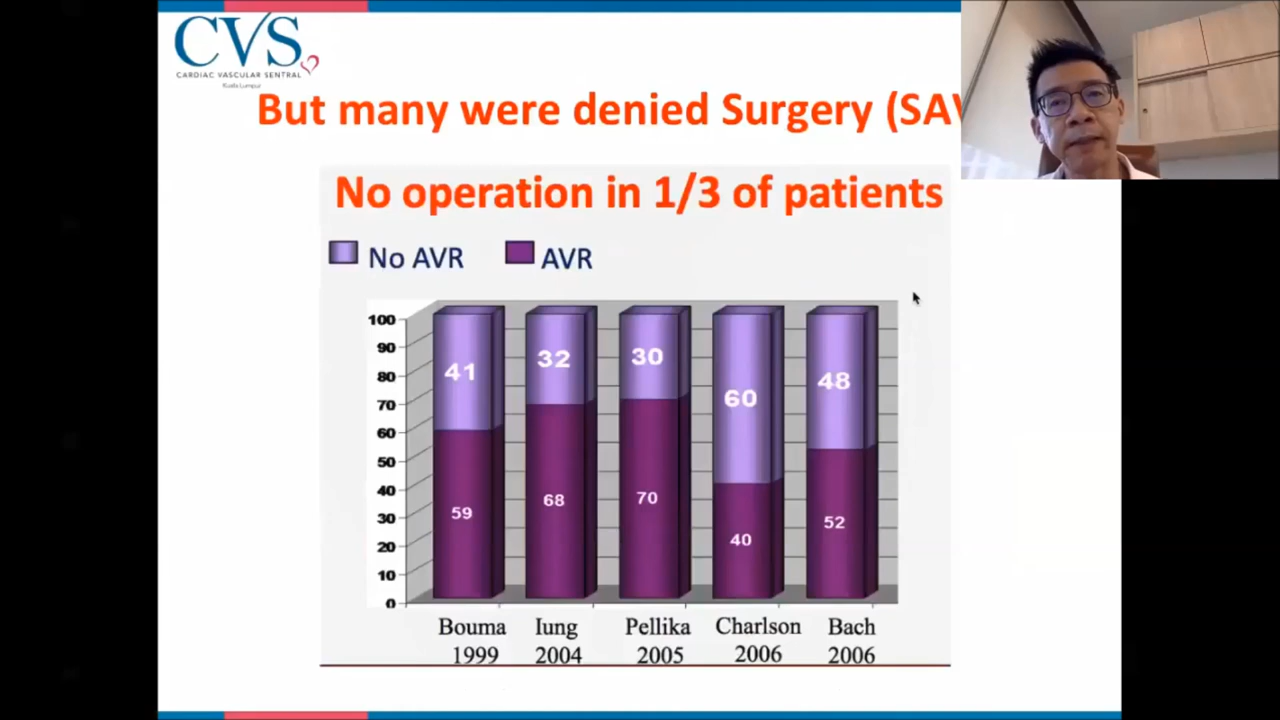 CVS
CARDIAC VASCULAR SENTRAL
Kuala Lumpur
But many were denied Surgery (SAV
No operation in 1/3 of patients
No AVR AVR
100
90
80
70
60
50
40
30
20
10
0
41 32 30 60 48
59 68 70 40 52
Bouma Iung Pellika Charlson Bach
1999 2004 2005 2006 2006